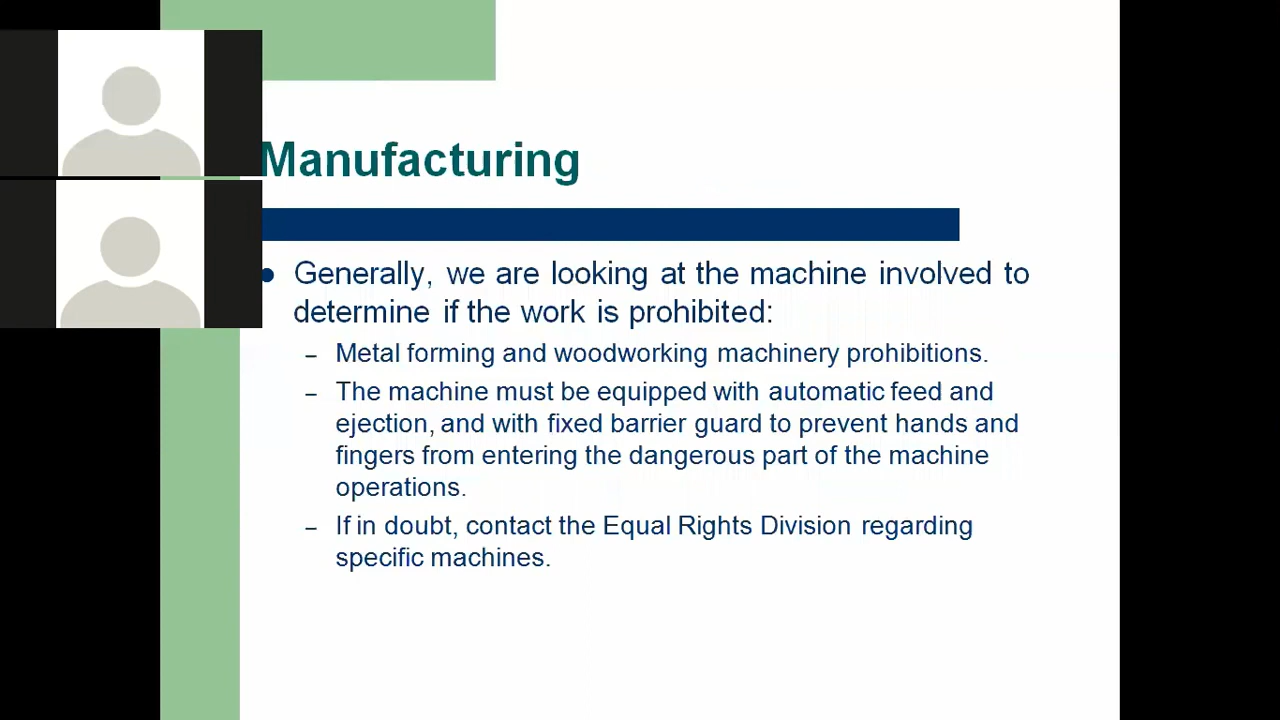 Manufacturing
● Generally, we are looking at the machine involved to
determine if the work is prohibited:
– Metal forming and woodworking machinery prohibitions.
– The machine must be equipped with automatic feed and
ejection, and with fixed barrier guard to prevent hands and
fingers from entering the dangerous part of the machine
operations.
– If in doubt, contact the Equal Rights Division regarding
specific machines.